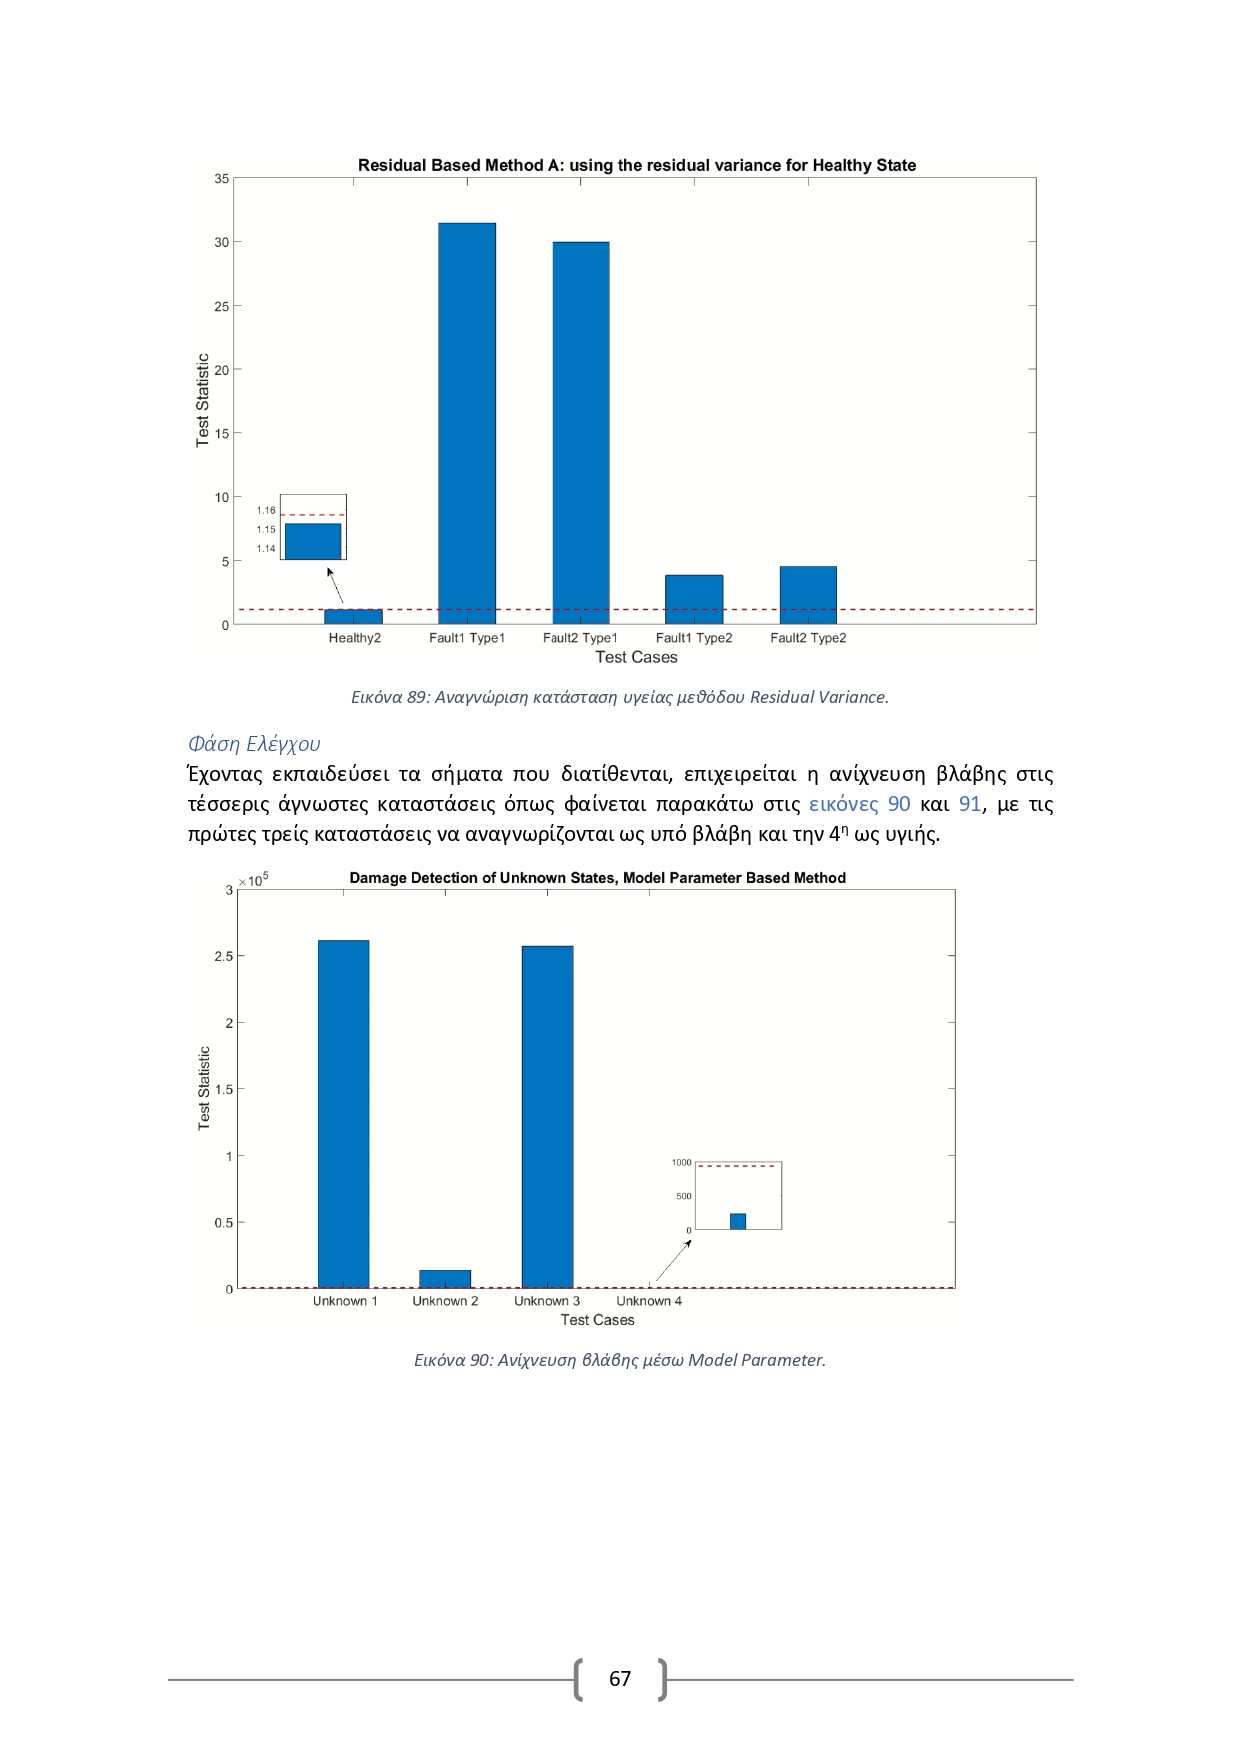 Residual Based Method A: using the residual variance for Healthy State
35
30
25
20
15
10
5
0
Test Statistic
1.16
1.15
1.14
Healthy2 Fault1 Type1 Fault2 Type1 Fault1 Type2 Fault2 Type2
Test Cases
Εικόνα 89: Αναγνώριση κατάσταση υγείας μεθόδου Residual Variance.
Φάση Ελέγχου
Έχοντας εκπαιδεύσει τα σήματα που διατίθενται, επιχειρείται η ανίχνευση βλάβης στις
τέσσερις άγνωστες καταστάσεις όπως φαίνεται παρακάτω στις εικόνες 90 και 91, με τις
πρώτες τρείς καταστάσεις να αναγνωρίζονται ως υπό βλάβη και την 4η ως υγιής.
Damage Detection of Unknown States, Model Parameter Based Method
×10^5
3
2.5
2
1.5
1
0.5
0
Test Statistic
1000
500
0
Unknown 1 Unknown 2 Unknown 3 Unknown 4
Test Cases
Εικόνα 90: Ανίχνευση βλάβης μέσω Model Parameter.
67